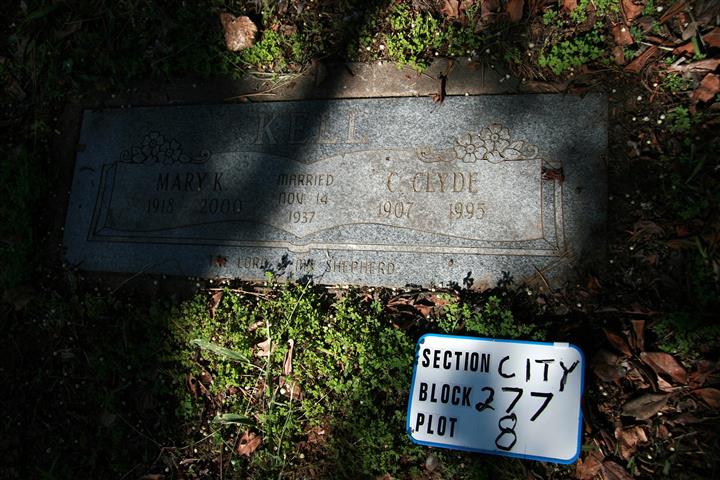 KELL
MARY K.
1918 2000
MARRIED
NOV. 14
1937
C. CLYDE
1907 1995
THE LORD IS MY SHEPHERD
SECTION CITY
BLOCK 277
PLOT 8